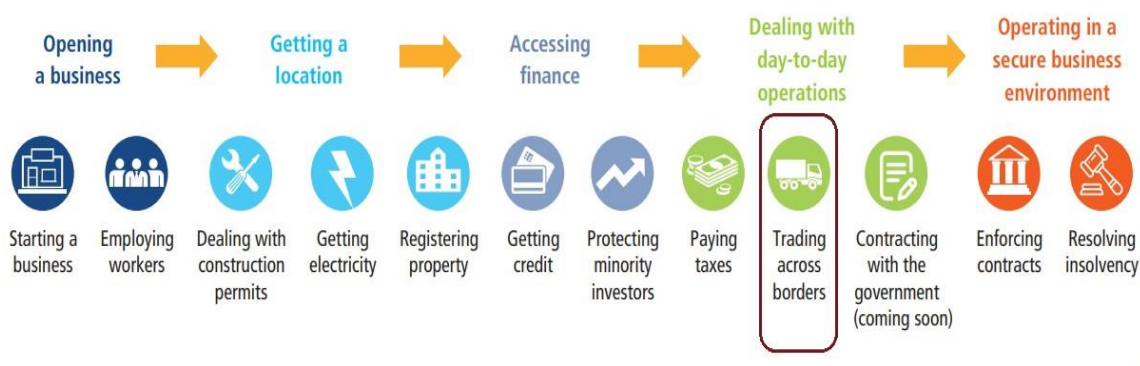 Opening
a business
Getting a
location
Accessing
finance
Dealing with
day-to-day
operations
Operating in a
secure business
environment
Starting a
business
Employing
workers
Dealing with
construction
permits
Getting
electricity
Registering
property
Getting
credit
Protecting
minority
investors
Paying
taxes
Trading
across
borders
Contracting
with the
government
(coming soon)
Enforcing
contracts
Resolving
insolvency